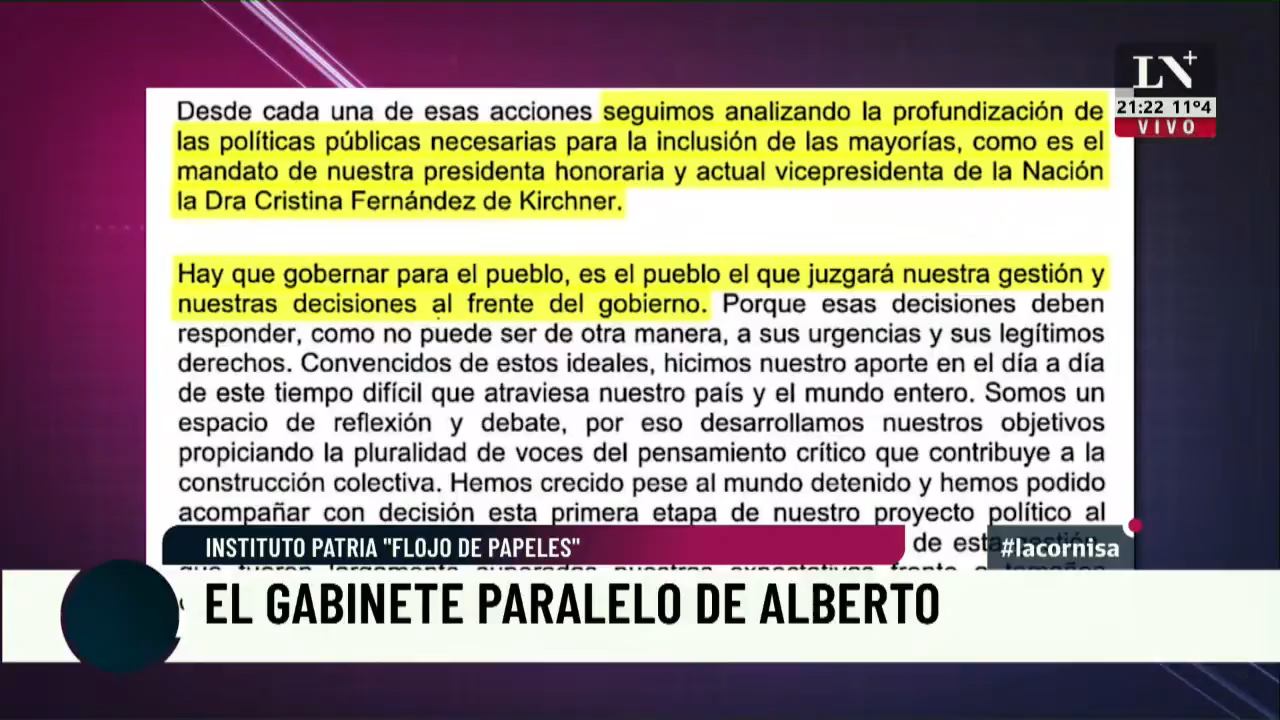 LN+
21:22 11°4
VIVO
Desde cada una de esas acciones seguimos analizando la profundización de
las políticas públicas necesarias para la inclusión de las mayorías, como es el
mandato de nuestra presidenta honoraria y actual vicepresidenta de la Nación
la Dra Cristina Fernández de Kirchner.
Hay que gobernar para el pueblo, es el pueblo el que juzgará nuestra gestión y
nuestras decisiones al frente del gobierno. Porque esas decisiones deben
responder, como no puede ser de otra manera, a sus urgencias y sus legítimos
derechos. Convencidos de estos ideales, hicimos nuestro aporte en el día a día
de este tiempo difícil que atraviesa nuestro país y el mundo entero. Somos un
espacio de reflexión y debate, por eso desarrollamos nuestros objetivos
propiciando la pluralidad de voces del pensamiento crítico que contribuye a la
construcción colectiva. Hemos crecido pese al mundo detenido y hemos podido
acompañar con decisión esta primera etapa de nuestro proyecto político al
de esta gestión,
INSTITUTO PATRIA "FLOJO DE PAPELES"
#lacornisa
EL GABINETE PARALELO DE ALBERTO